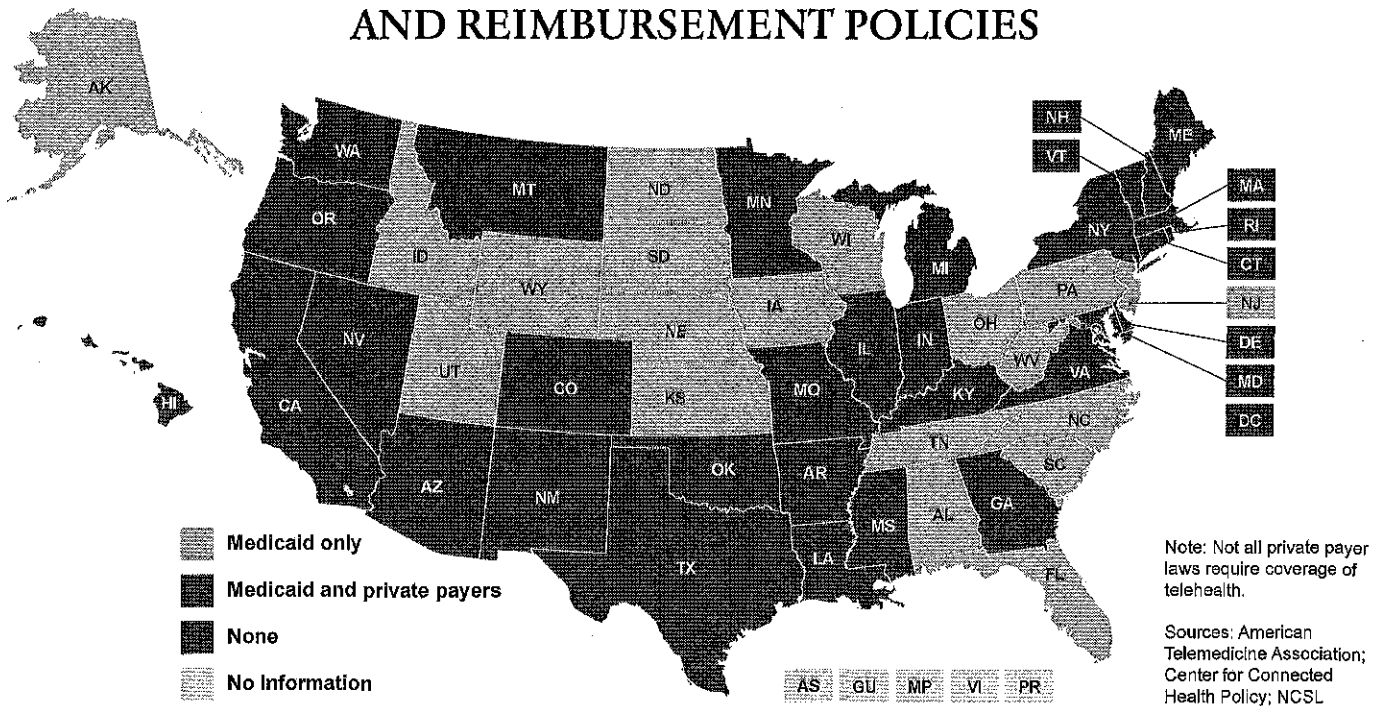 AND REIMBURSEMENT POLICIES
AK
WA
MT
ND
MN
OR
ID
WY
SD
WI
MI
NH
VT
ME
NY
MA
RI
CT
NJ
DE
MD
DC
NV
UT
CO
NE
KS
IA
IL
IN
OH
PA
WV
VA
KY
MO
HI
CA
AZ
NM
OK
AR
TN
NC
SC
TX
LA
MS
AL
GA
FL
Medicaid only
Medicaid and private payers
None
No Information
AS GU MP VI PR
Note: Not all private payer
laws require coverage of
telehealth.
Sources: American
Telemedicine Association;
Center for Connected
Health Policy; NCSL